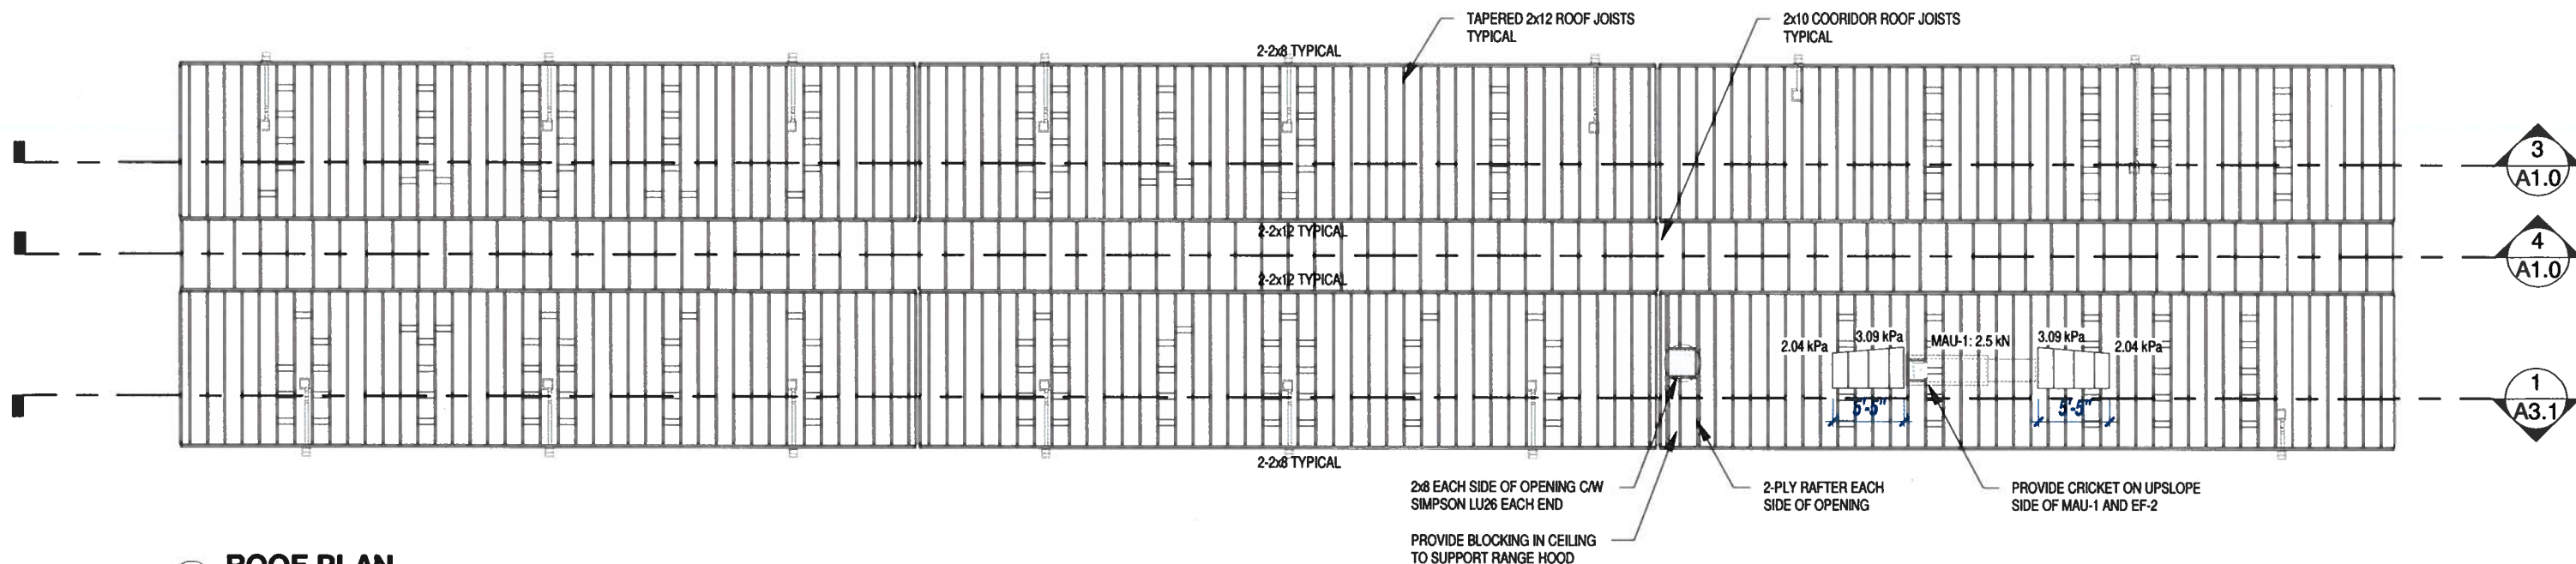 TAPERED 2x12 ROOF JOISTS
TYPICAL
2x10 COORIDOR ROOF JOISTS
TYPICAL
2-2x8 TYPICAL
3
A1.0
2-2x12 TYPICAL
4
A1.0
2-2x12 TYPICAL
2.04 kPa
3.09 kPa
MAU-1: 2.5 kN
3.09 kPa
2.04 kPa
5'-5"
5'-5"
1
A3.1
2-2x8 TYPICAL
2x8 EACH SIDE OF OPENING C/W
SIMPSON LU26 EACH END
2-PLY RAFTER EACH
SIDE OF OPENING
PROVIDE CRICKET ON UPSLOPE
SIDE OF MAU-1 AND EF-2
PROVIDE BLOCKING IN CEILING
TO SUPPORT RANGE HOOD
ROOF PLAN